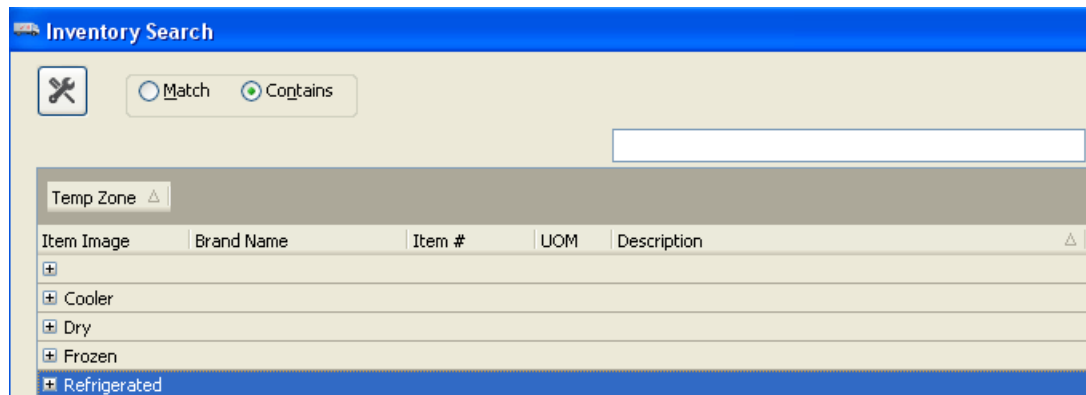 Inventory Search
Match Contains
Temp Zone
Item Image Brand Name Item # UOM Description
Cooler
Dry
Frozen
Refrigerated